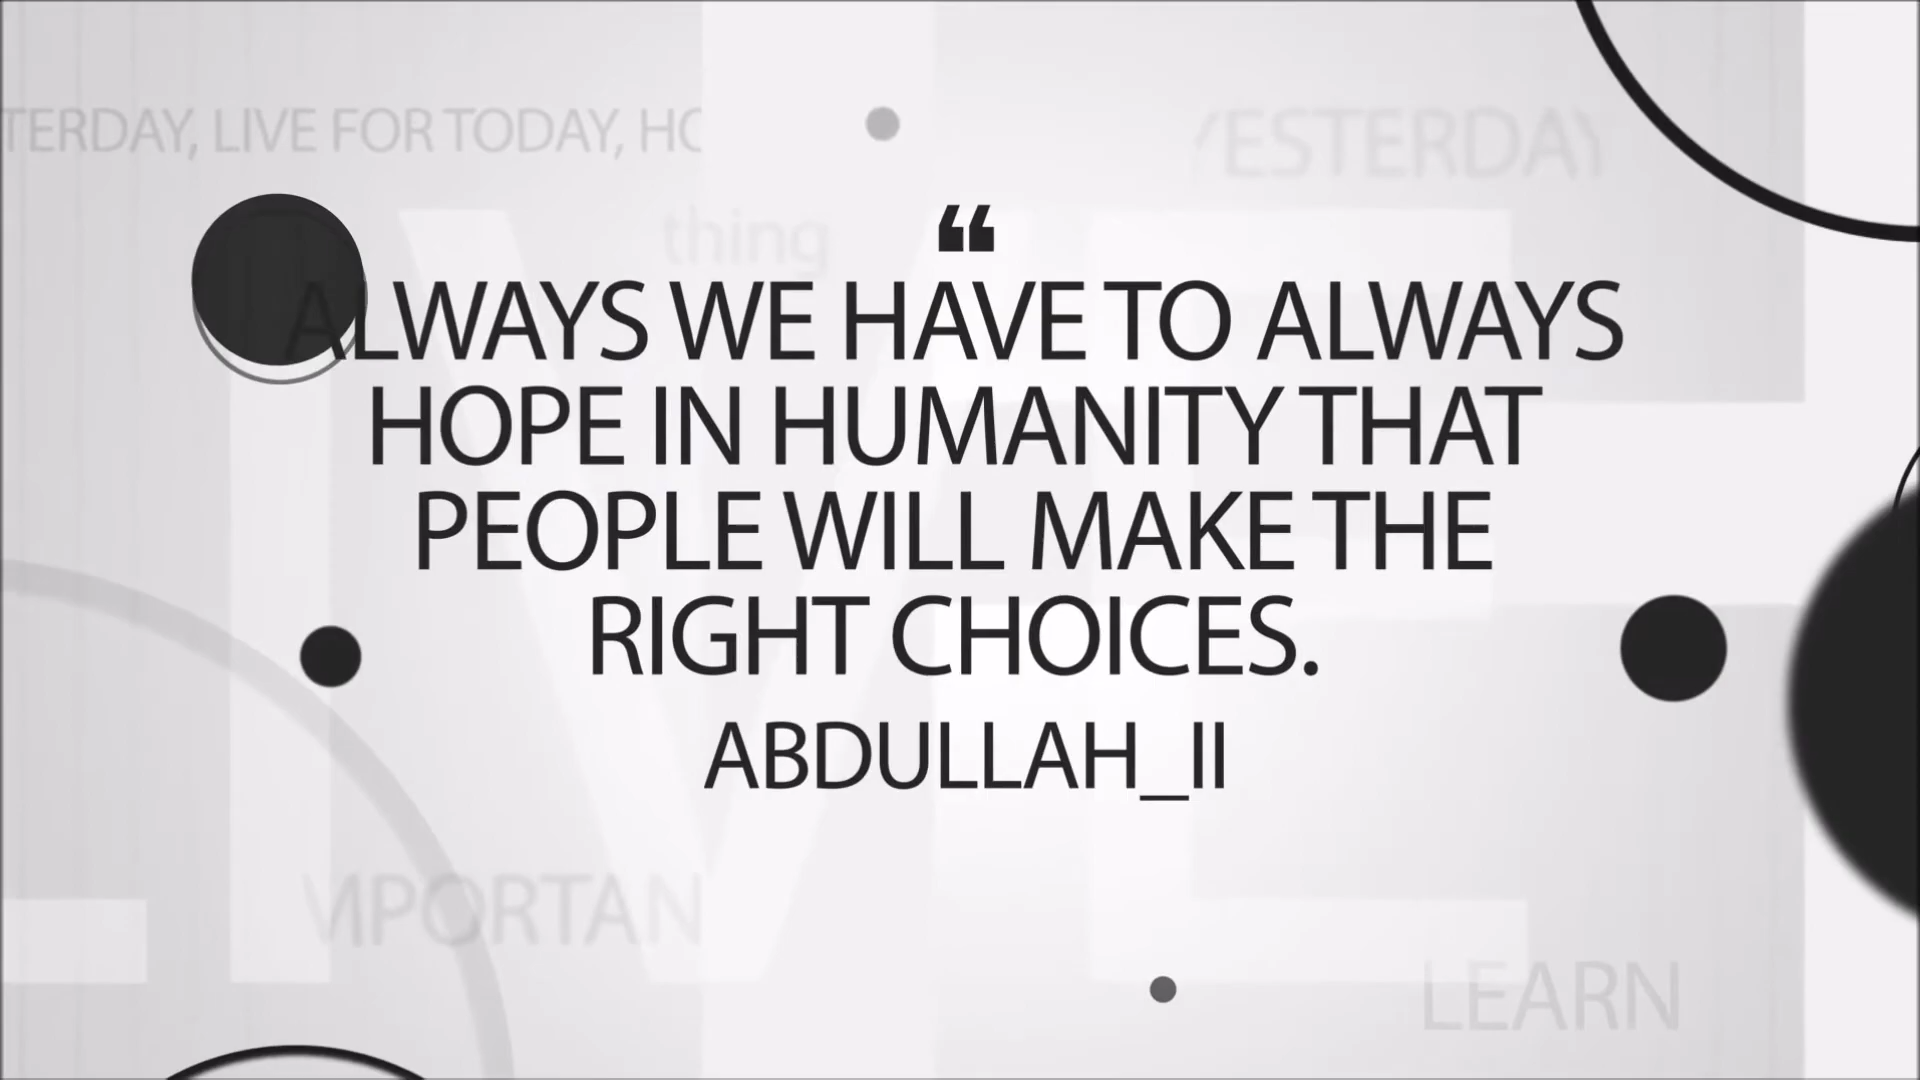 TERDAY, LIVE FOR TODAY, HO
YESTERDAY
thing
❝
ALWAYS WE HAVE TO ALWAYS
HOPE IN HUMANITY THAT
PEOPLE WILL MAKE THE
RIGHT CHOICES.
ABDULLAH_II
IMPORTAN
LEARN
LIVE